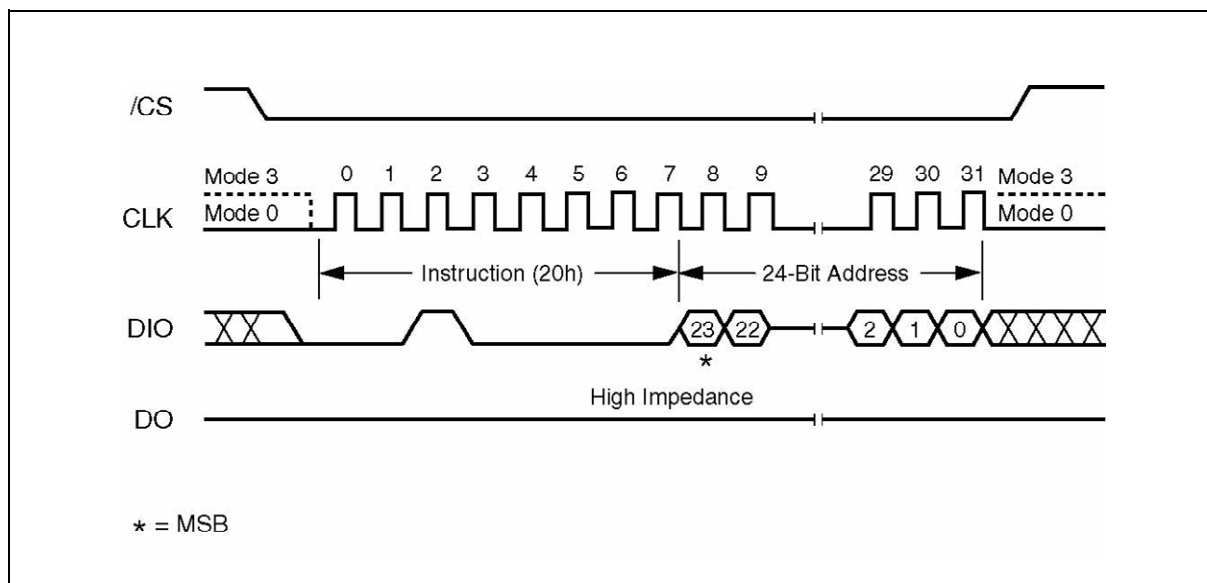 /CS
Mode 3 0 1 2 3 4 5 6 7 8 9 29 30 31 Mode 3
CLK Mode 0 Mode 0
Instruction (20h) 24-Bit Address
DIO 23 22 2 1 0
*
High Impedance
DO
* = MSB